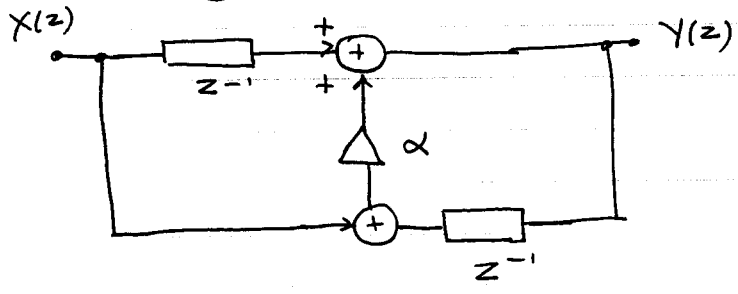 X(z) + + Y(z)
z⁻¹ +
α
+
z⁻¹